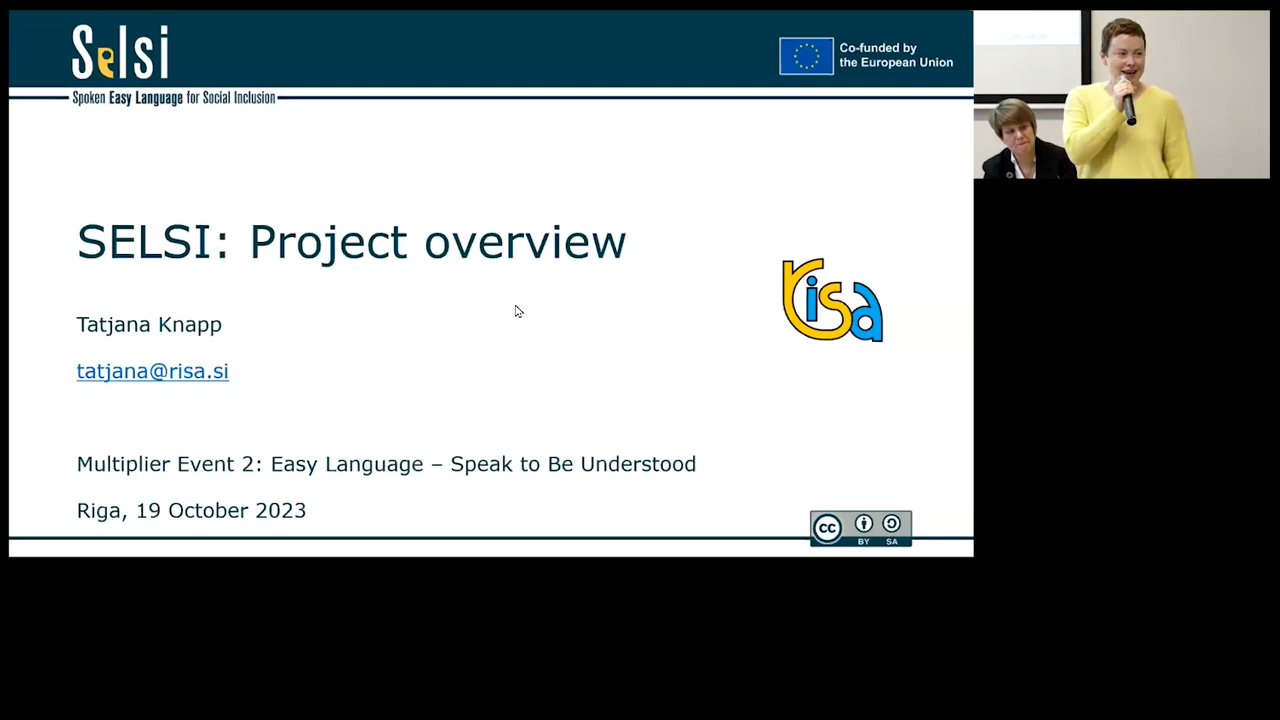 Selsi
Spoken Easy Language for Social Inclusion
Co-funded by
the European Union
SELSI: Project overview
risa
Tatjana Knapp
tatjana@risa.si
Multiplier Event 2: Easy Language – Speak to Be Understood
Riga, 19 October 2023
CC
BY SA